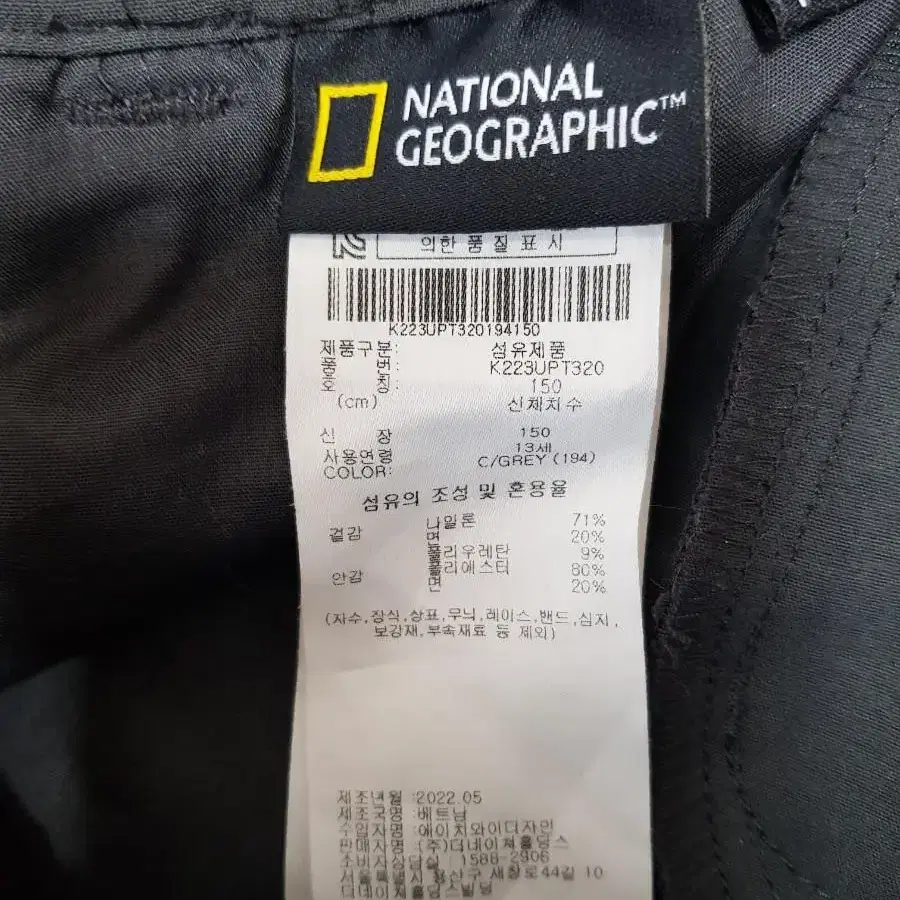 NATIONAL
GEOGRAPHIC™
의한 품질표시
K223UPT320194150
제품구분: 섬유제품
품 번: K223UPT320
호 칭: 150
(cm) 신체치수
신 장 150
사용연령 13세
COLOR: C/GREY (194)
섬유의 조성 및 혼용율
겉감 나일론 71%
면 20%
폴리우레탄 9%
안감 폴리에스터 80%
면 20%
(자수,장식,상표,무늬,레이스,밴드,심지,
보강재,부속재료 등 제외)
제조년월 :2022.05
제조국명:베트남
수입자명:에이치와이디자인
판매자명:(주)더네이쳐홀딩스
소비자상담실 1588-2906
서울특별시 용산구 새창로44길 10
더네이쳐홀딩스빌딩